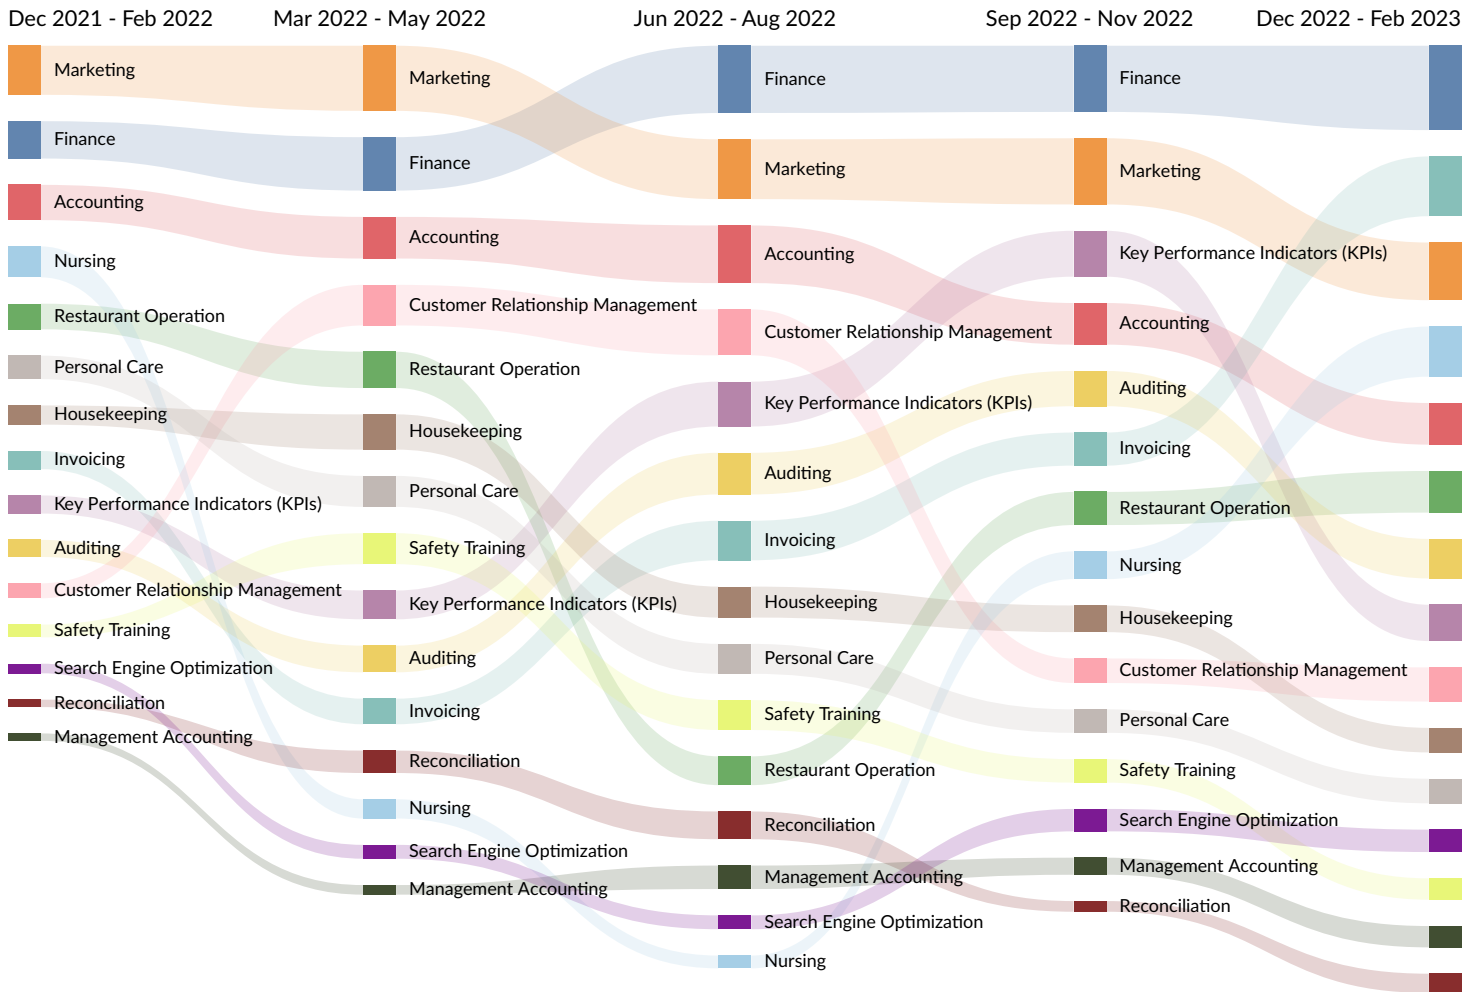 Dec 2021 - Feb 2022
Mar 2022 - May 2022
Jun 2022 - Aug 2022
Sep 2022 - Nov 2022
Dec 2022 - Feb 2023
Marketing
Finance
Accounting
Nursing
Restaurant Operation
Personal Care
Housekeeping
Invoicing
Key Performance Indicators (KPIs)
Auditing
Customer Relationship Management
Safety Training
Search Engine Optimization
Reconciliation
Management Accounting
Marketing
Finance
Accounting
Customer Relationship Management
Restaurant Operation
Housekeeping
Personal Care
Safety Training
Key Performance Indicators (KPIs)
Auditing
Invoicing
Reconciliation
Nursing
Search Engine Optimization
Management Accounting
Finance
Marketing
Accounting
Customer Relationship Management
Key Performance Indicators (KPIs)
Auditing
Invoicing
Housekeeping
Personal Care
Safety Training
Restaurant Operation
Reconciliation
Management Accounting
Search Engine Optimization
Nursing
Finance
Marketing
Key Performance Indicators (KPIs)
Accounting
Auditing
Invoicing
Restaurant Operation
Nursing
Housekeeping
Customer Relationship Management
Personal Care
Safety Training
Search Engine Optimization
Management Accounting
Reconciliation